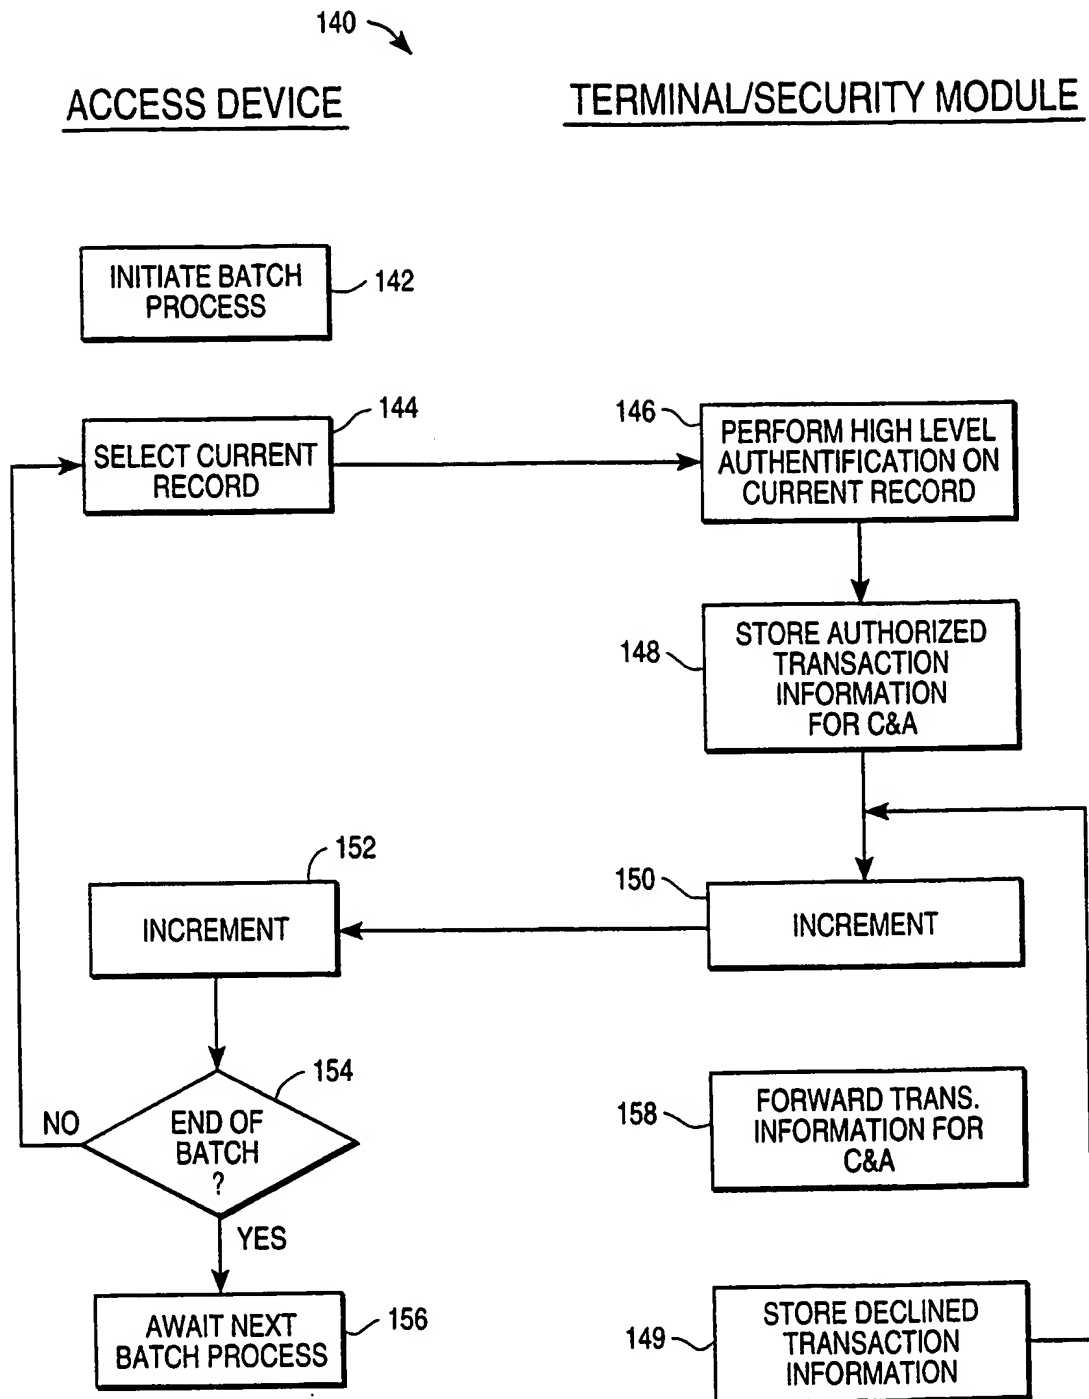 140
ACCESS DEVICE
TERMINAL/SECURITY MODULE
INITIATE BATCH
PROCESS
142
144
SELECT CURRENT
RECORD
146
PERFORM HIGH LEVEL
AUTHENTIFICATION ON
CURRENT RECORD
148
STORE AUTHORIZED
TRANSACTION
INFORMATION
FOR C&A
152
INCREMENT
150
INCREMENT
154
NO
END OF
BATCH
?
YES
158
FORWARD TRANS.
INFORMATION FOR
C&A
AWAIT NEXT
BATCH PROCESS
156
149
STORE DECLINED
TRANSACTION
INFORMATION